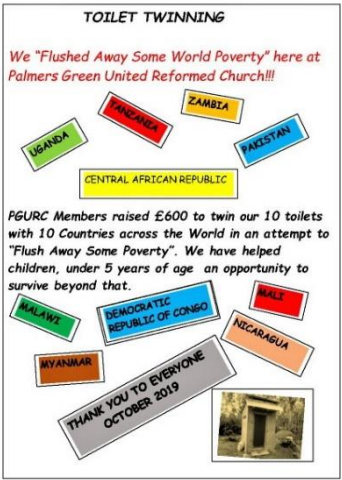 TOILET TWINNING
We “Flushed Away Some World Poverty” here at
Palmers Green United Reformed Church!!!
UGANDA
TANZANIA
ZAMBIA
PAKISTAN
CENTRAL AFRICAN REPUBLIC
PGURC Members raised £600 to twin our 10 toilets
with 10 Countries across the World in an attempt to
“Flush Away Some Poverty”. We have helped
children, under 5 years of age an opportunity to
survive beyond that.
MALAWI
DEMOCRATIC
REPUBLIC OF CONGO
MALI
NICARAGUA
MYANMAR
THANK YOU TO EVERYONE
OCTOBER 2019